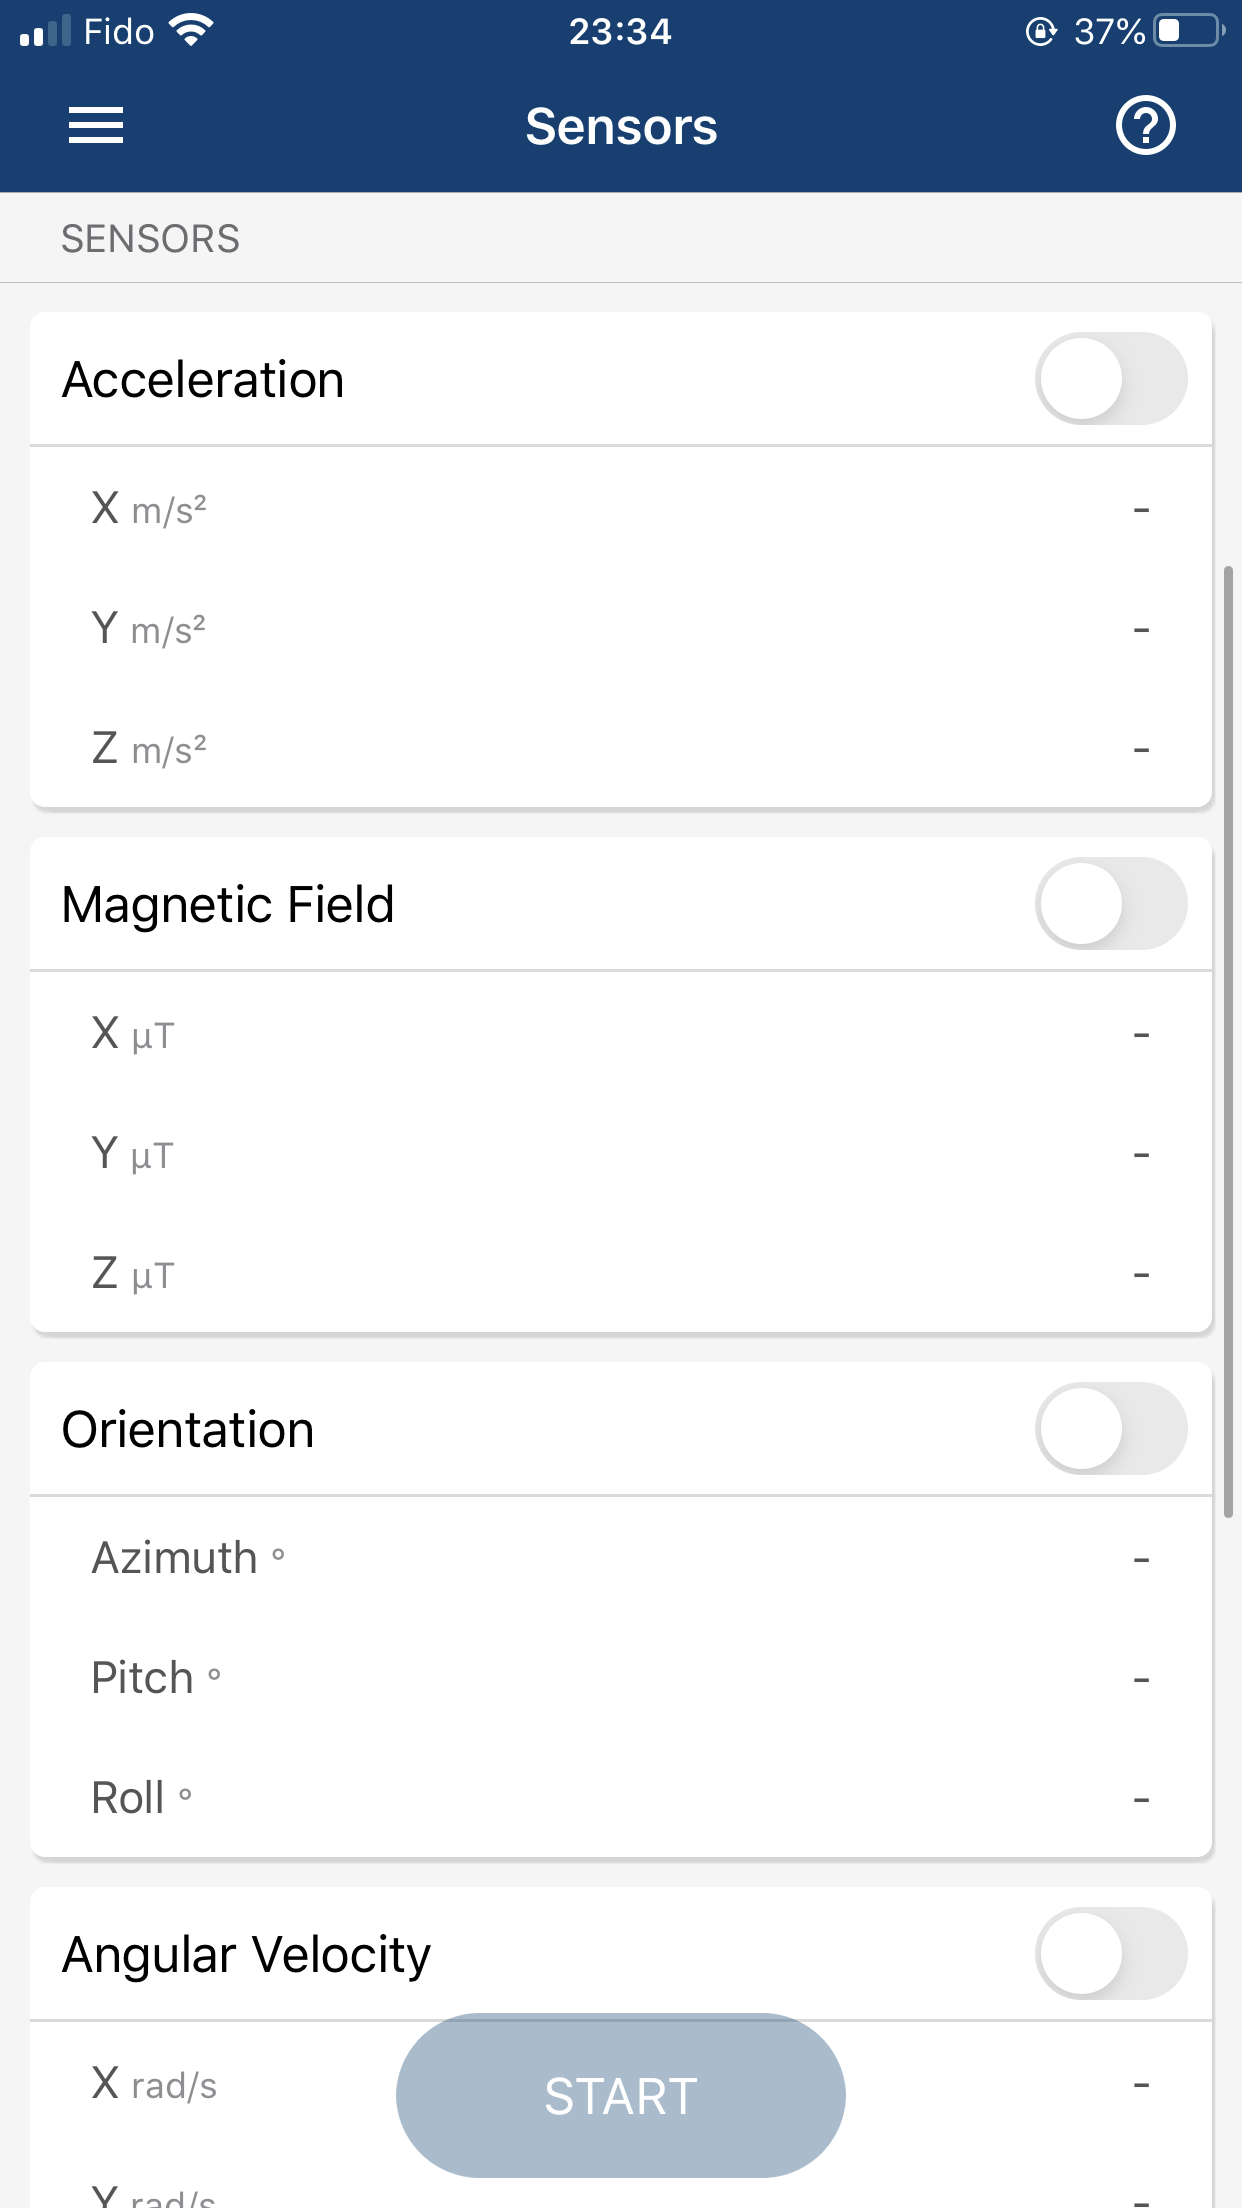 Fido 23:34 37%
Sensors
SENSORS
Acceleration
X m/s² -
Y m/s² -
Z m/s² -
Magnetic Field
X µT -
Y µT -
Z µT -
Orientation
Azimuth ° -
Pitch ° -
Roll ° -
Angular Velocity
X rad/s -
START
Y rad/s -